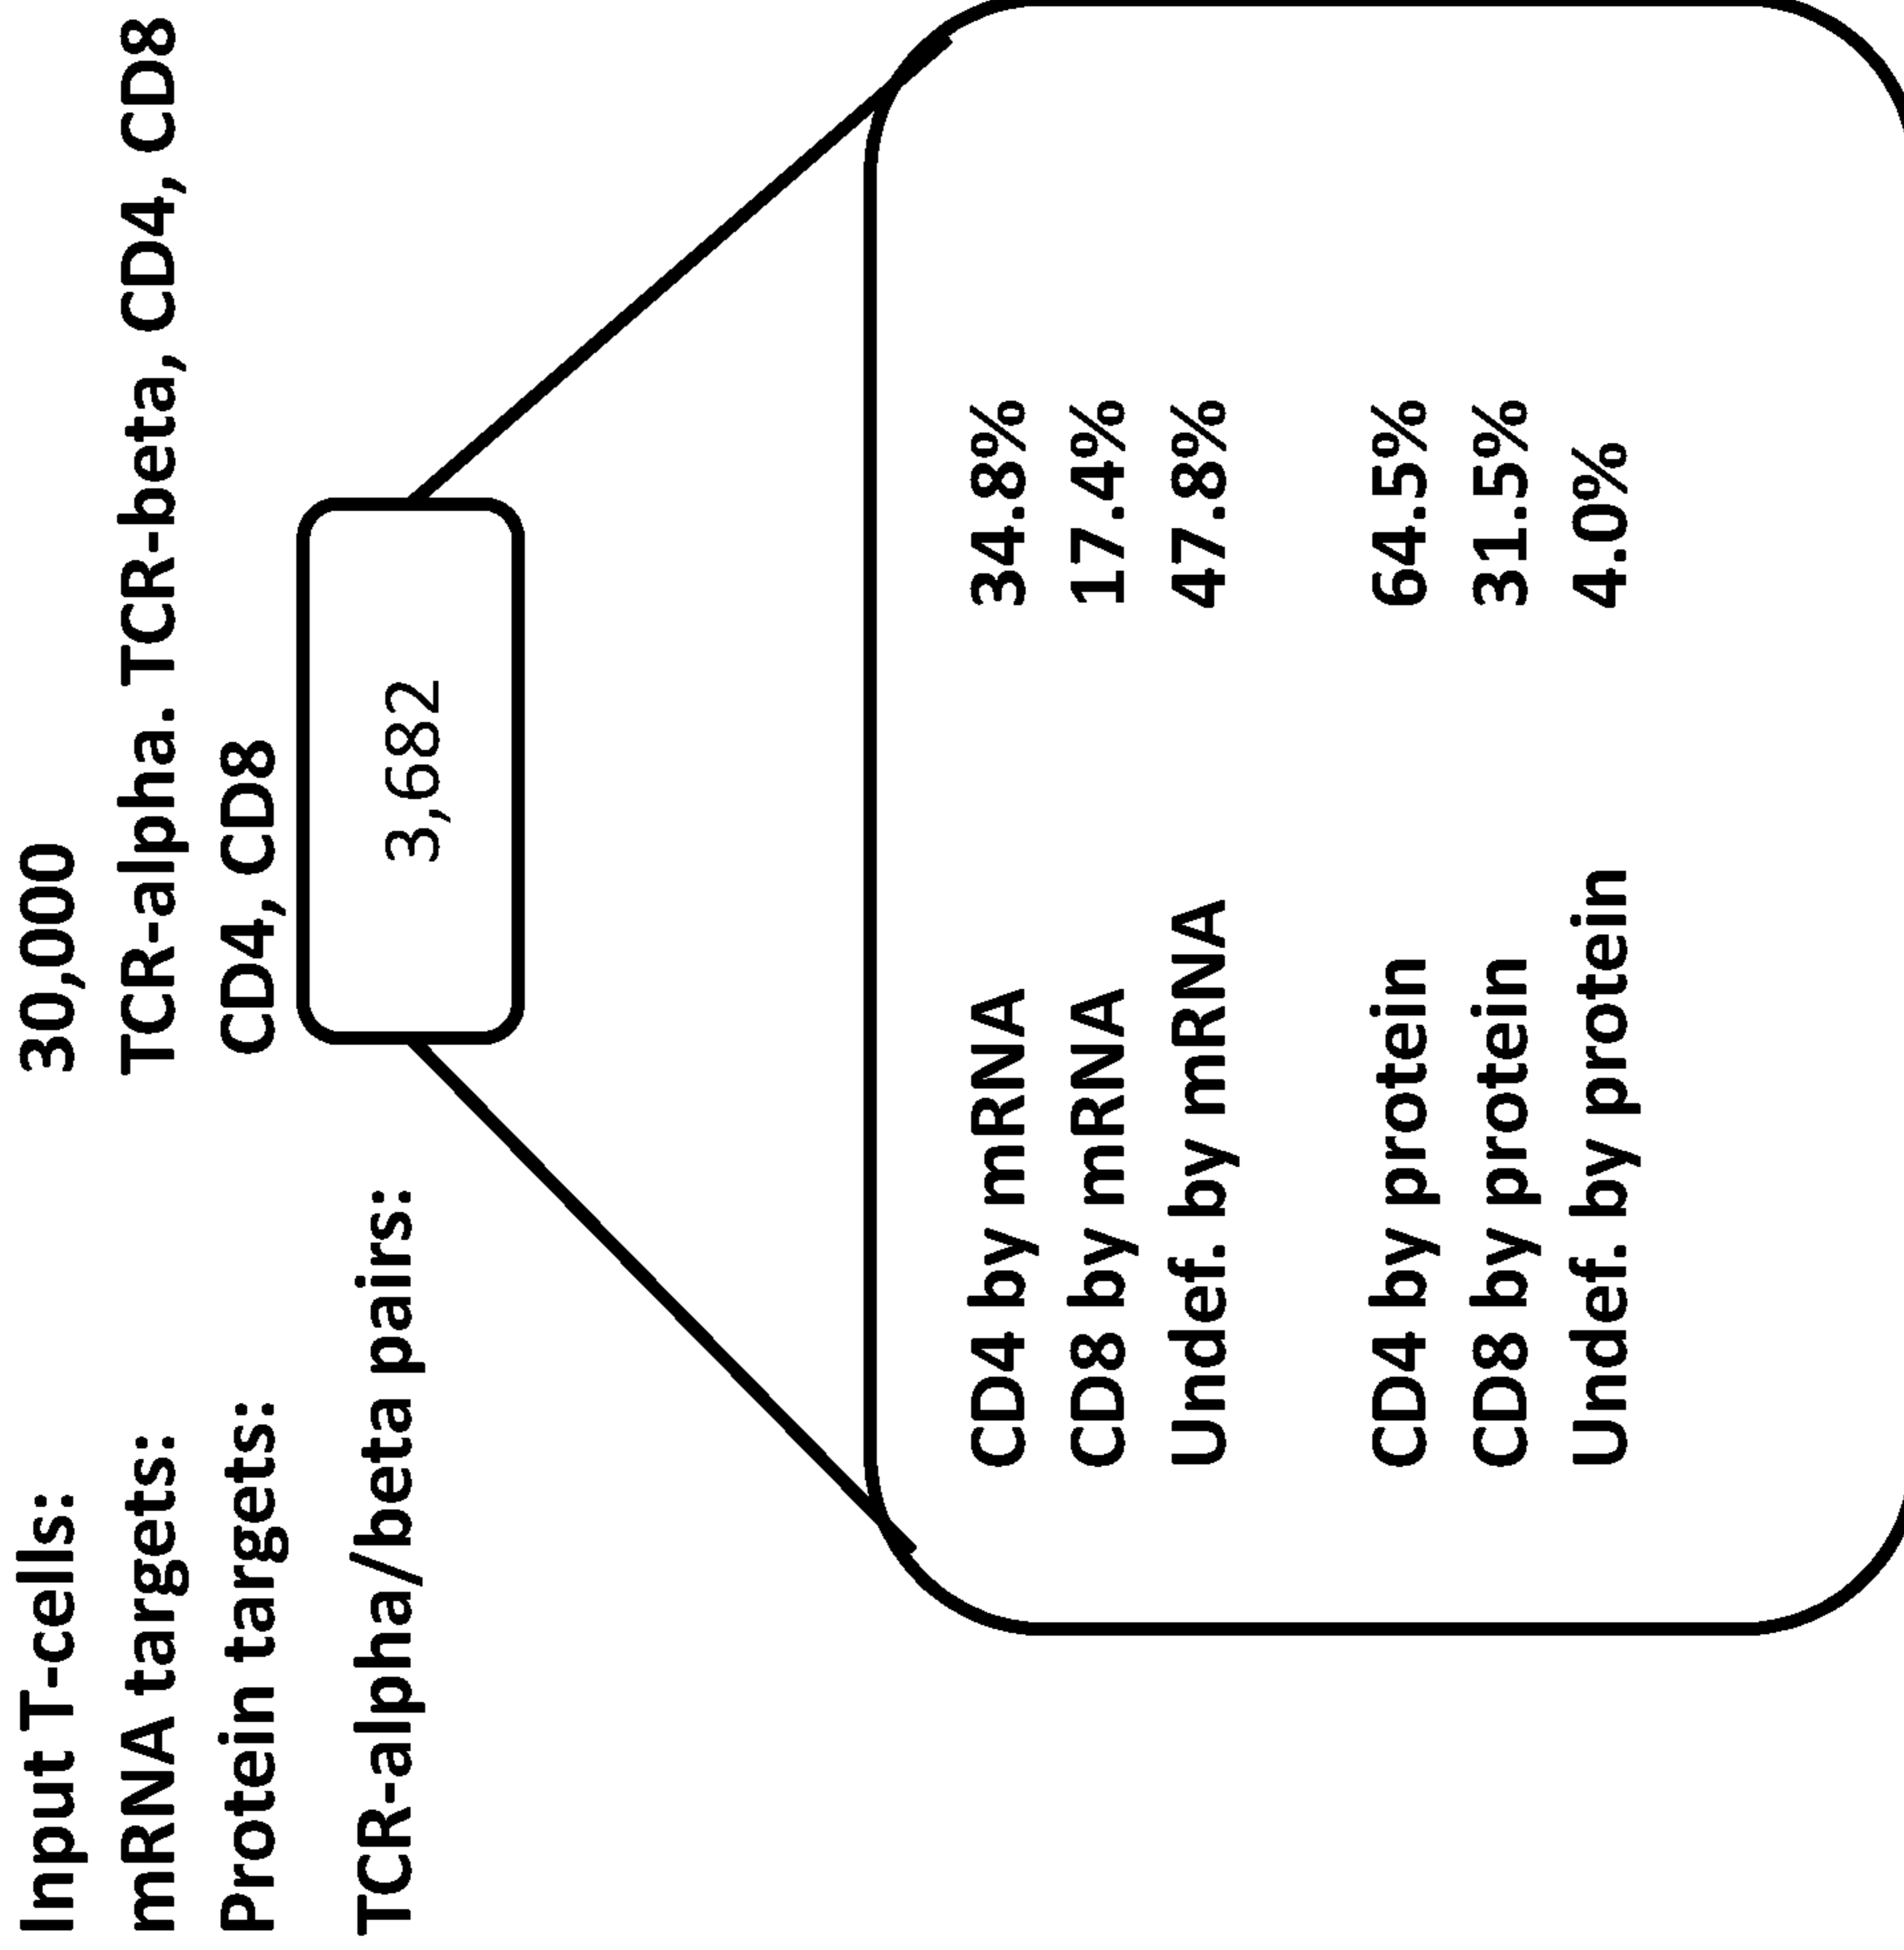 Input T-cells: 30,000
mRNA targets: TCR-alpha. TCR-beta, CD4, CD8
Protein targets: CD4, CD8
TCR-alpha/beta pairs: 3,682
CD4 by mRNA 34.8%
CD8 by mRNA 17.4%
Undef. by mRNA 47.8%
CD4 by protein 64.5%
CD8 by protein 31.5%
Undef. by protein 4.0%